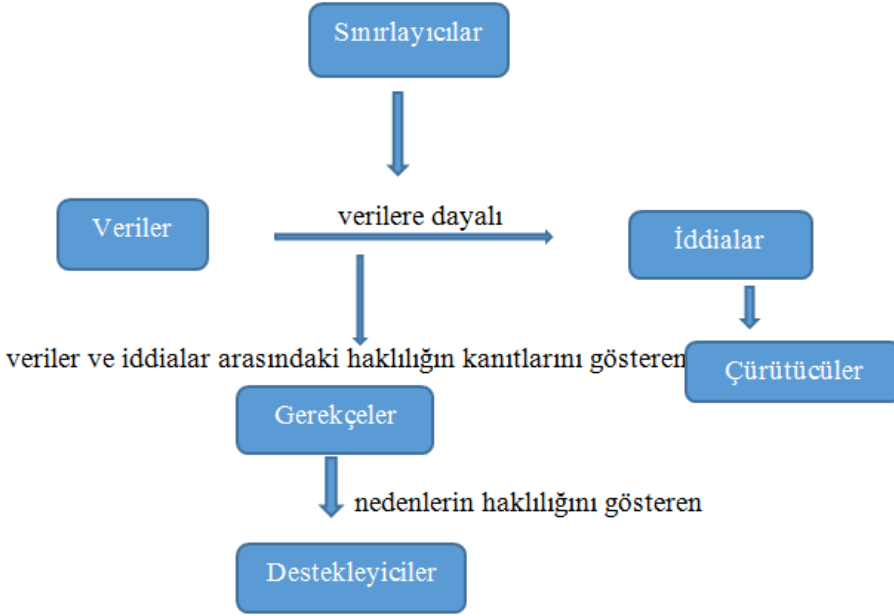 Sınırlayıcılar
verilere dayalı
Veriler
İddialar
veriler ve iddialar arasındaki haklılığın kanıtlarını gösteren
Çürütücüler
Gerekçeler
nedenlerin haklılığını gösteren
Destekleyiciler